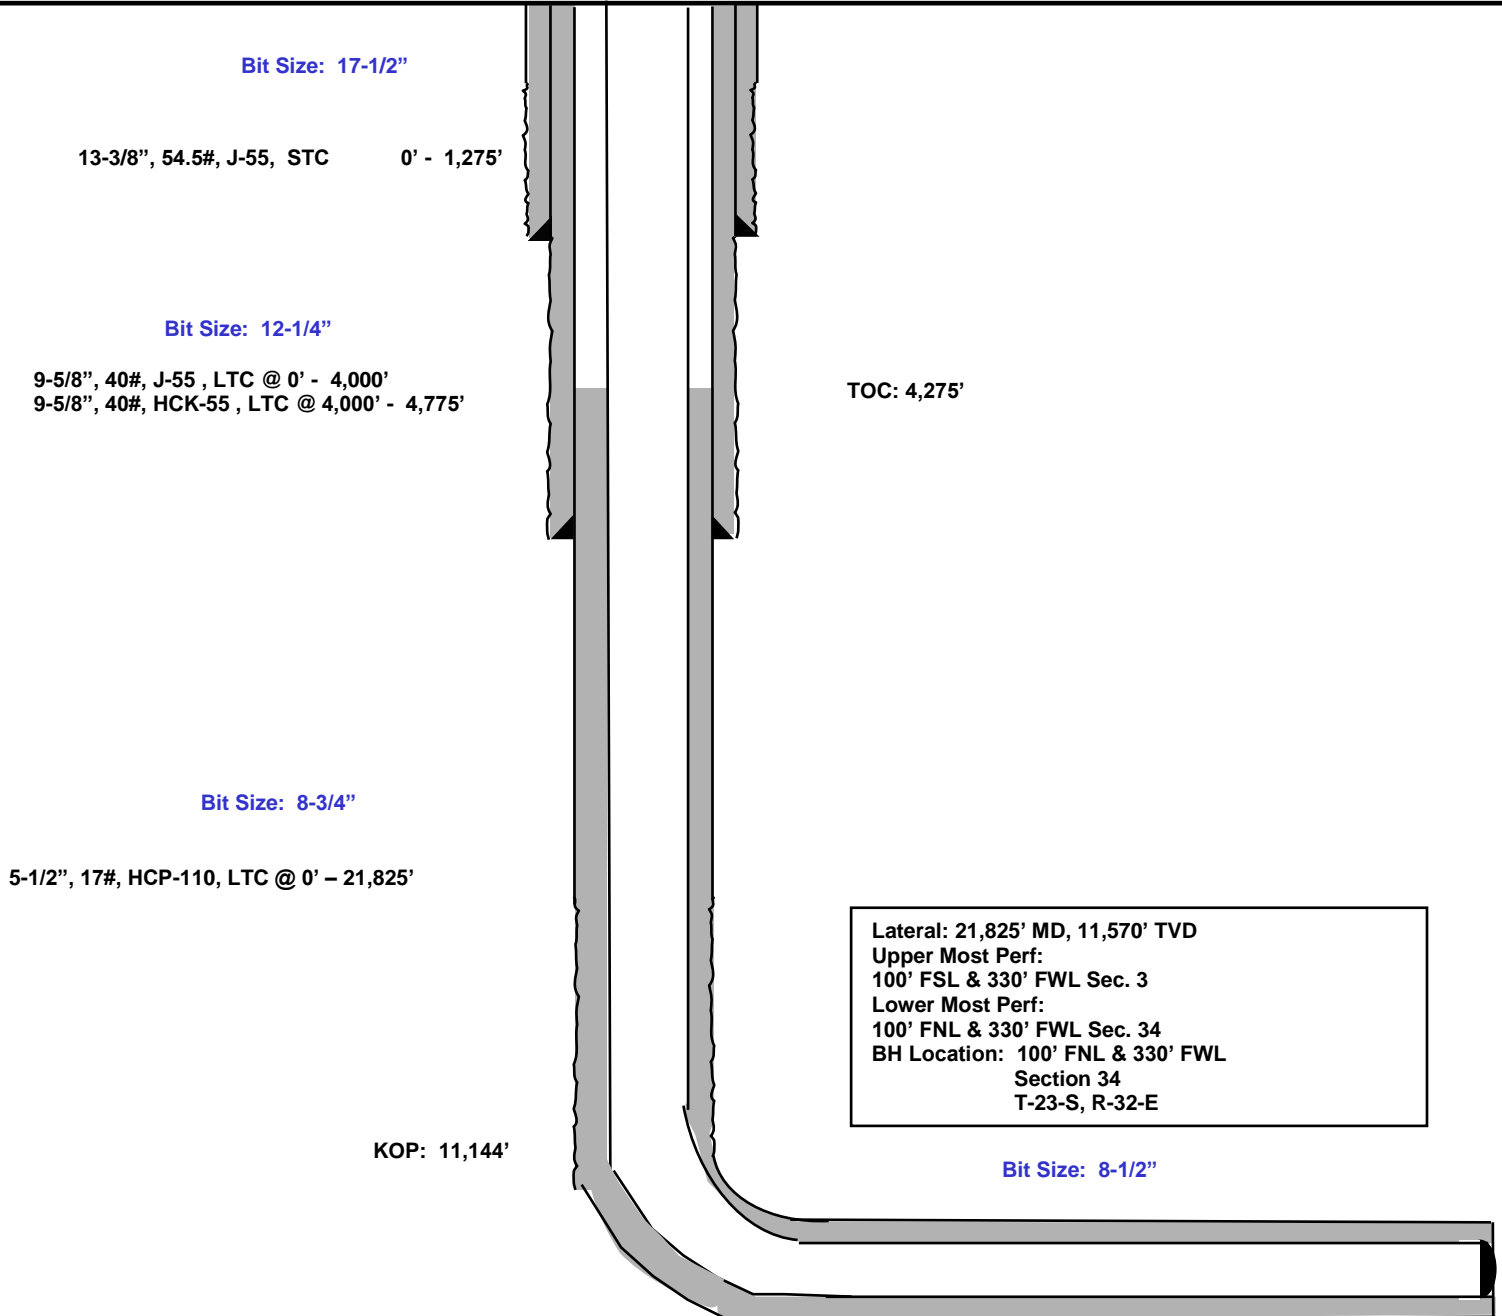 Bit Size: 17-1/2”
13-3/8”, 54.5#, J-55, STC 0’ - 1,275’
Bit Size: 12-1/4”
9-5/8”, 40#, J-55 , LTC @ 0’ - 4,000’
9-5/8”, 40#, HCK-55 , LTC @ 4,000’ - 4,775’
TOC: 4,275’
Bit Size: 8-3/4”
5-1/2”, 17#, HCP-110, LTC @ 0’ – 21,825’
Lateral: 21,825’ MD, 11,570’ TVD
Upper Most Perf:
100’ FSL & 330’ FWL Sec. 3
Lower Most Perf:
100’ FNL & 330’ FWL Sec. 34
BH Location: 100’ FNL & 330’ FWL
Section 34
T-23-S, R-32-E
KOP: 11,144’
Bit Size: 8-1/2”